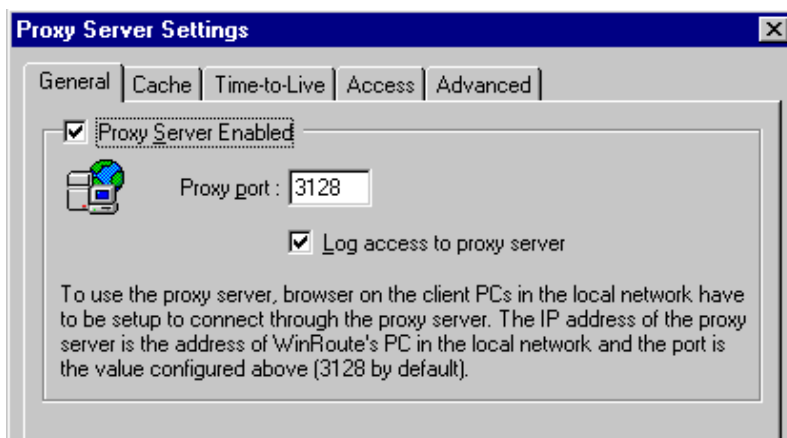 Proxy Server Settings
General Cache Time-to-Live Access Advanced
Proxy Server Enabled
Proxy port : 3128
Log access to proxy server
To use the proxy server, browser on the client PCs in the local network have
to be setup to connect through the proxy server. The IP address of the proxy
server is the address of WinRoute's PC in the local network and the port is
the value configured above (3128 by default).